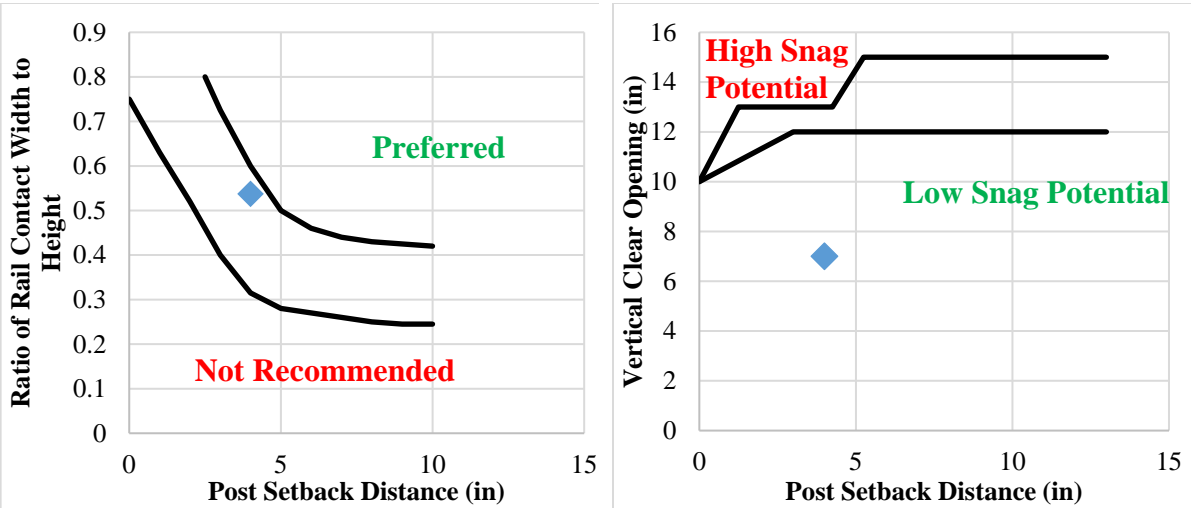 Ratio of Rail Contact Width to
Height
0.9
0.8
0.7
0.6
0.5
0.4
0.3
0.2
0.1
0
Preferred
Not Recommended
0
5
10
15
Post Setback Distance (in)
Vertical Clear Opening (in)
16
14
12
10
8
6
4
2
0
High Snag
Potential
Low Snag Potential
0
5
10
15
Post Setback Distance (in)